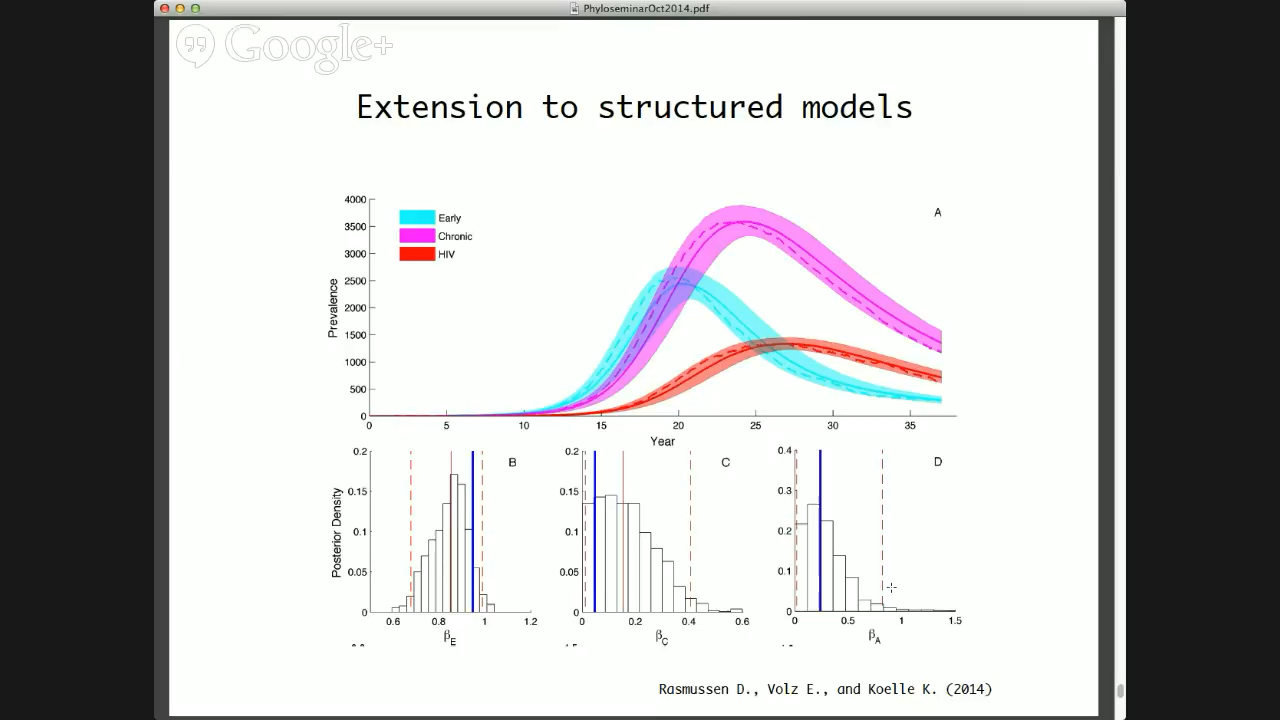 PhyloseminarOct2014.pdf
Google+
Extension to structured models
4000
3500
3000
2500
2000
1500
1000
500
0
Prevalence
Early
Chronic
HIV
A
0 5 10 15 20 25 30 35
Year
0.2
0.15
0.1
0.05
0
Posterior Density
B
0.6 0.8 1 1.2
βE
0.2
0.15
0.1
0.05
0
C
0 0.2 0.4 0.6
βC
0.4
0.3
0.2
0.1
0
D
0 0.5 1 1.5
βA
Rasmussen D., Volz E., and Koelle K. (2014)